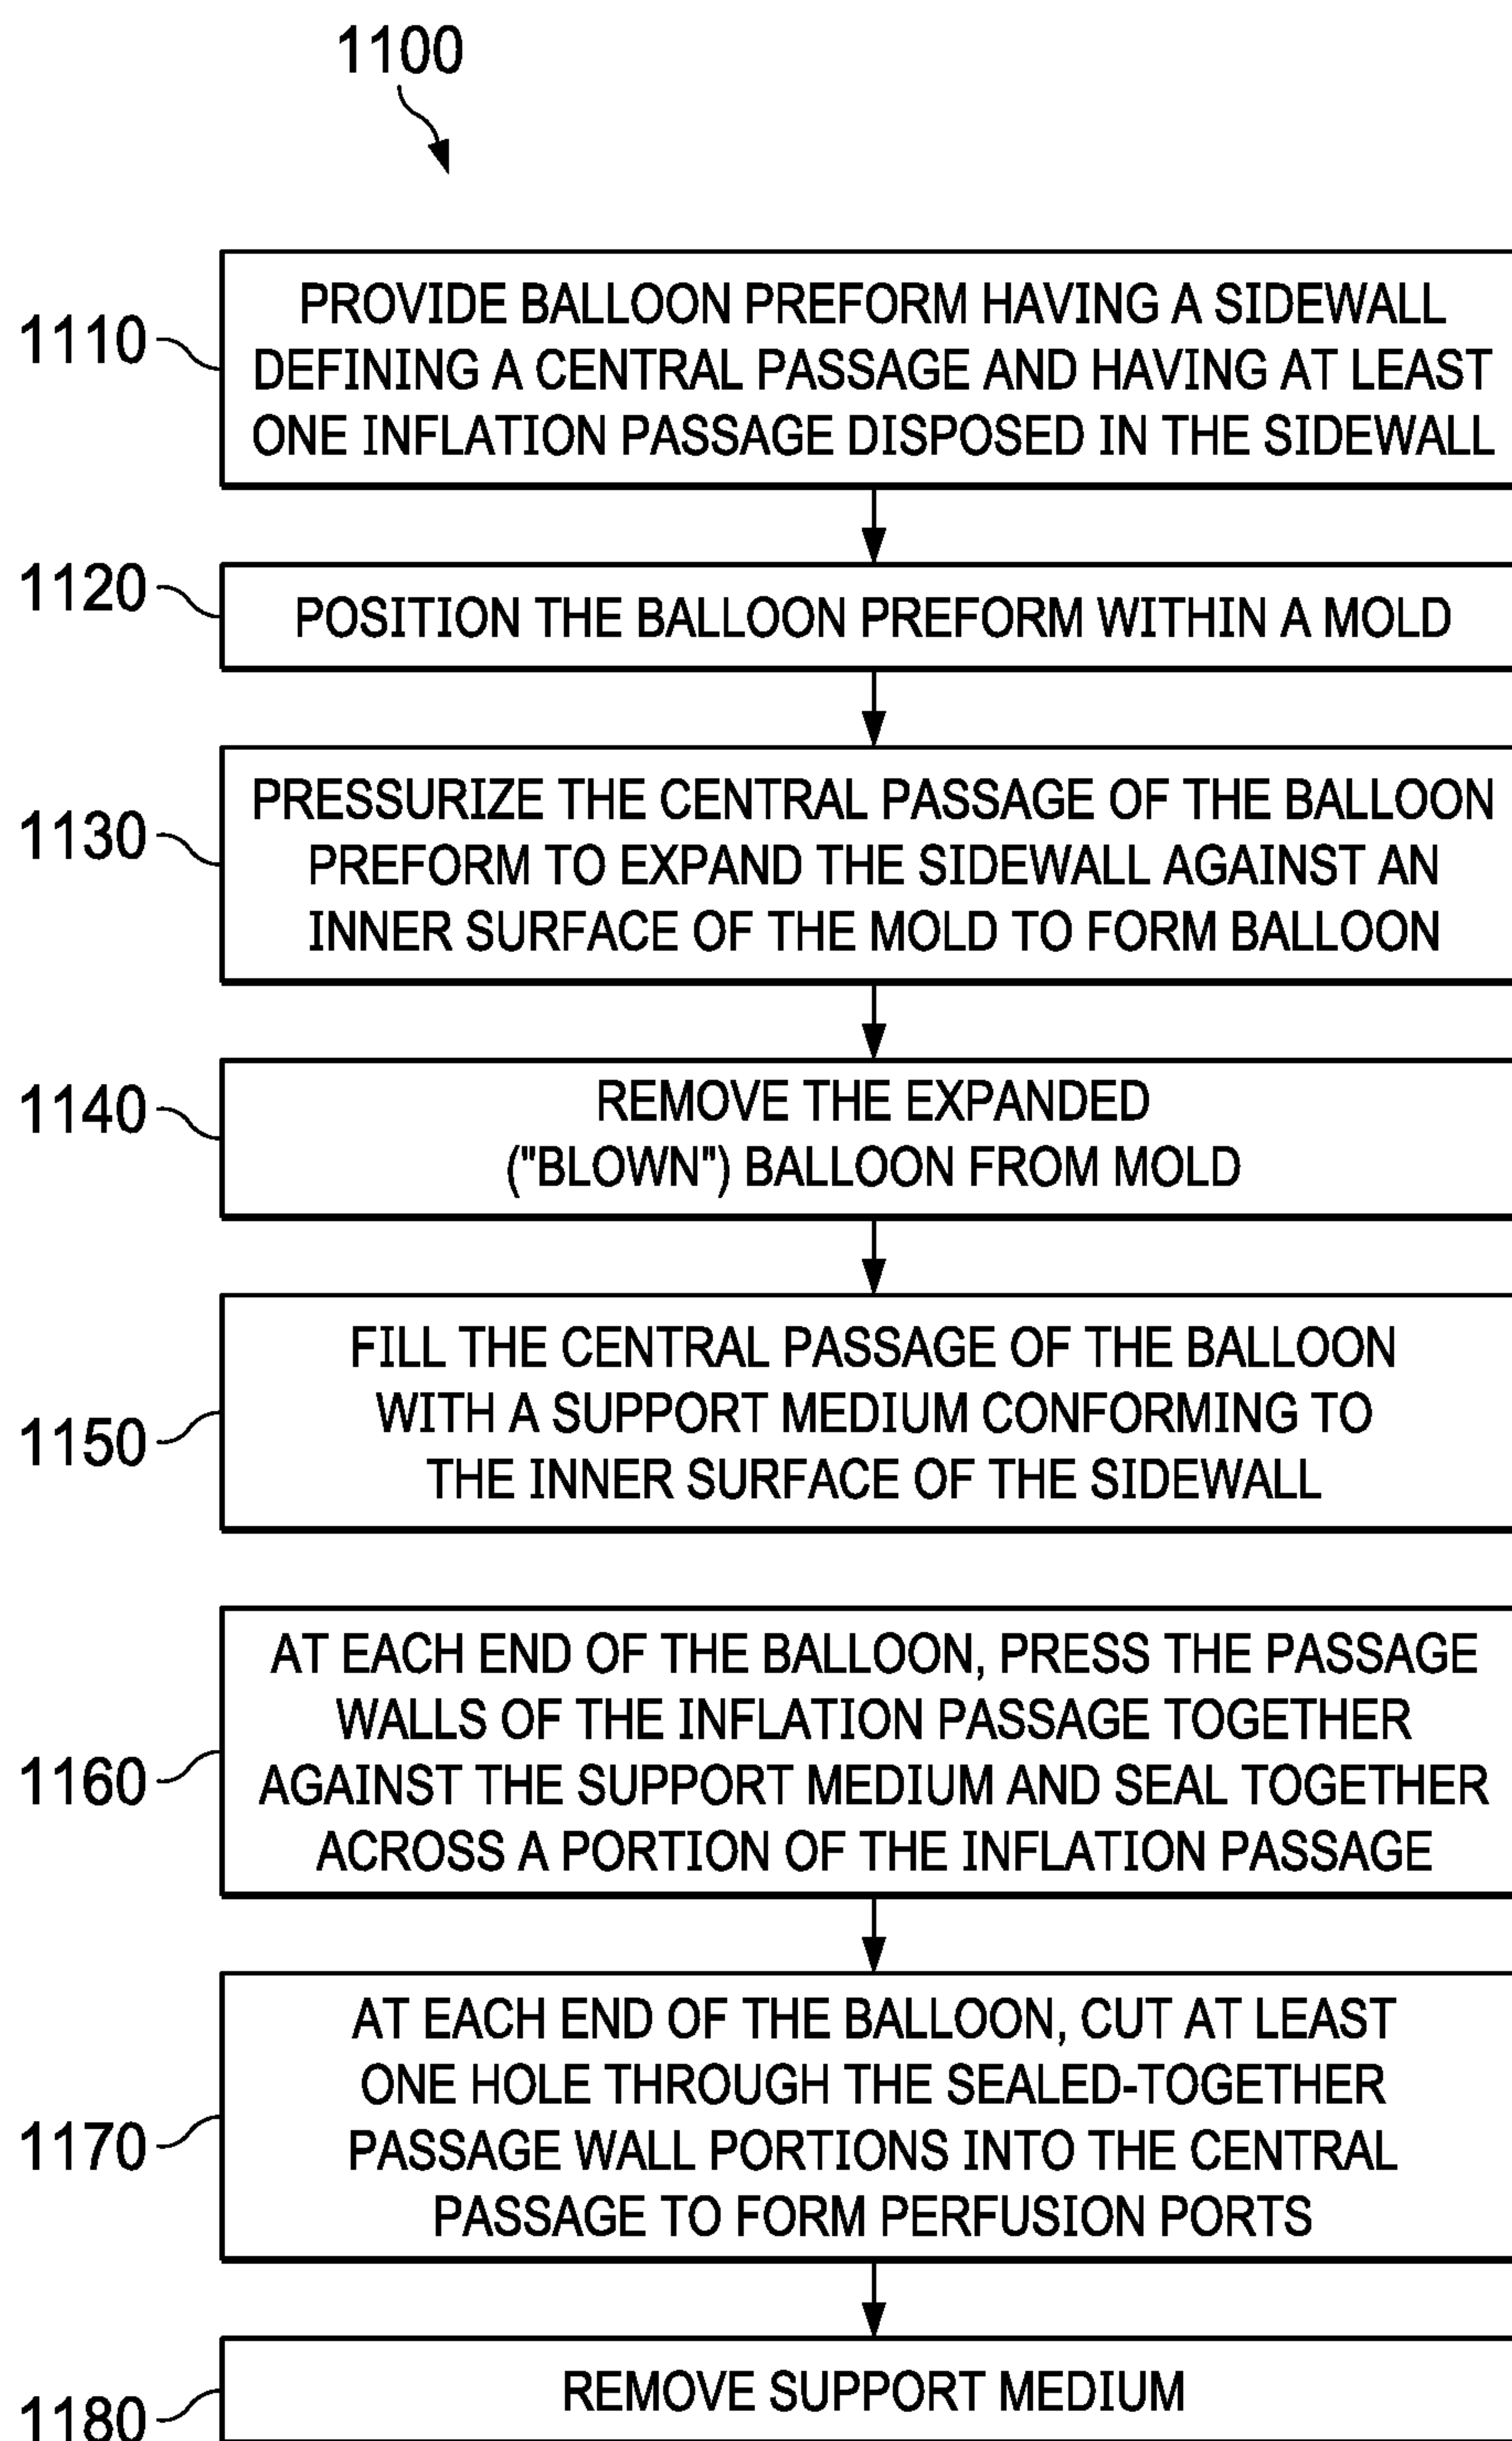 1100
1110
PROVIDE BALLOON PREFORM HAVING A SIDEWALL
DEFINING A CENTRAL PASSAGE AND HAVING AT LEAST
ONE INFLATION PASSAGE DISPOSED IN THE SIDEWALL
1120
POSITION THE BALLOON PREFORM WITHIN A MOLD
1130
PRESSURIZE THE CENTRAL PASSAGE OF THE BALLOON
PREFORM TO EXPAND THE SIDEWALL AGAINST AN
INNER SURFACE OF THE MOLD TO FORM BALLOON
1140
REMOVE THE EXPANDED
("BLOWN") BALLOON FROM MOLD
1150
FILL THE CENTRAL PASSAGE OF THE BALLOON
WITH A SUPPORT MEDIUM CONFORMING TO
THE INNER SURFACE OF THE SIDEWALL
1160
AT EACH END OF THE BALLOON, PRESS THE PASSAGE
WALLS OF THE INFLATION PASSAGE TOGETHER
AGAINST THE SUPPORT MEDIUM AND SEAL TOGETHER
ACROSS A PORTION OF THE INFLATION PASSAGE
1170
AT EACH END OF THE BALLOON, CUT AT LEAST
ONE HOLE THROUGH THE SEALED-TOGETHER
PASSAGE WALL PORTIONS INTO THE CENTRAL
PASSAGE TO FORM PERFUSION PORTS
1180
REMOVE SUPPORT MEDIUM